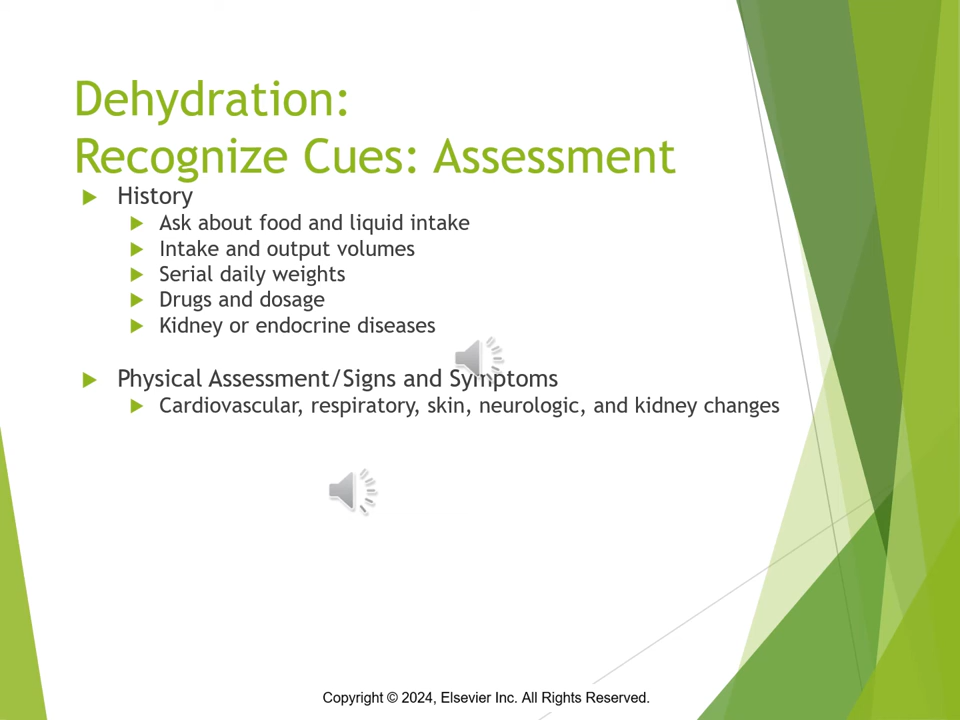 Dehydration:
Recognize Cues: Assessment
History
Ask about food and liquid intake
Intake and output volumes
Serial daily weights
Drugs and dosage
Kidney or endocrine diseases
Physical Assessment/Signs and Symptoms
Cardiovascular, respiratory, skin, neurologic, and kidney changes
Copyright © 2024, Elsevier Inc. All Rights Reserved.